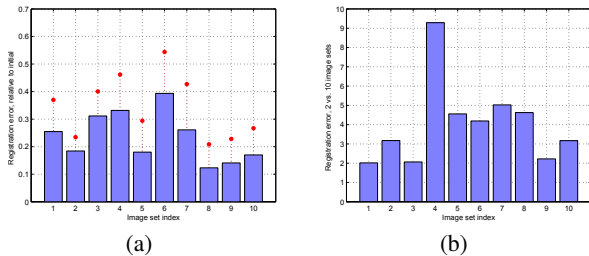 Registration error, relative to initial
0.7
0.6
0.5
0.4
0.3
0.2
0.1
0
1 2 3 4 5 6 7 8 9 10
Image set index
(a)
Registration error, 2 vs. 10 image sets
10
9
8
7
6
5
4
3
2
1
0
1 2 3 4 5 6 7 8 9 10
Image set index
(b)